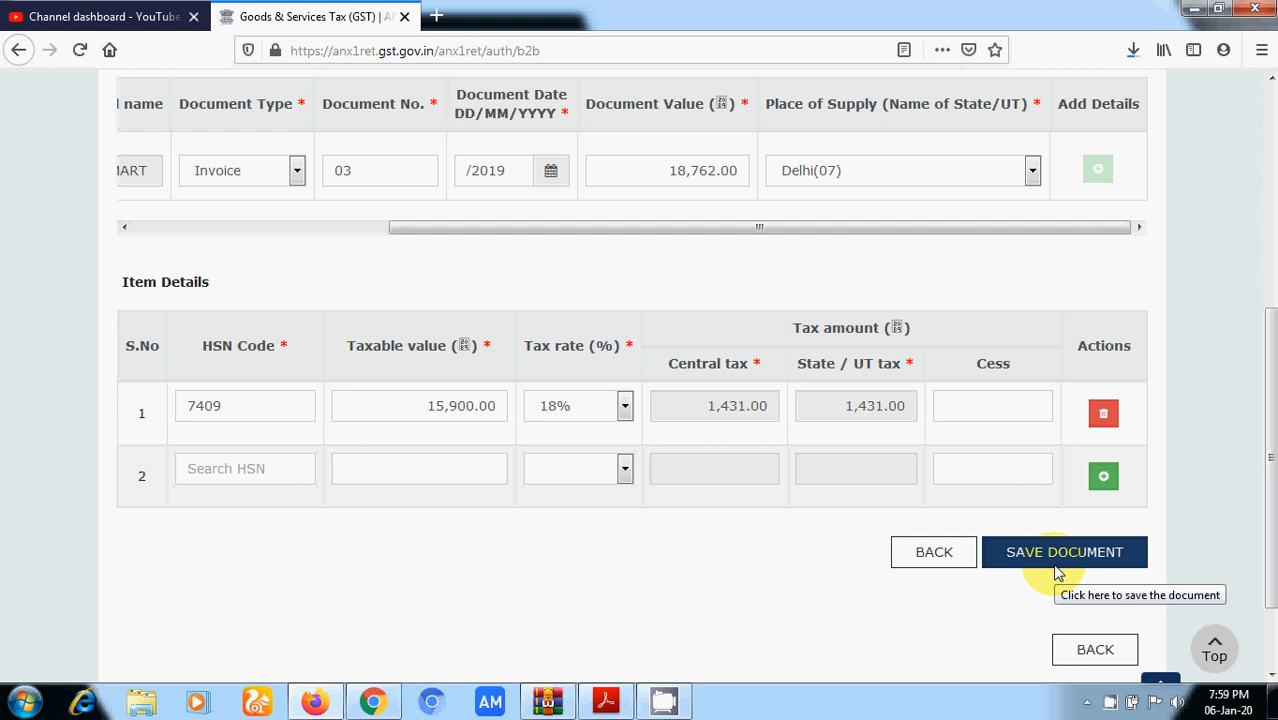 Channel dashboard - YouTube
Goods & Services Tax (GST) |
https://anx1ret.gst.gov.in/anx1ret/auth/b2b
name Document Type * Document No. * Document Date DD/MM/YYYY * Document Value ( ) * Place of Supply (Name of State/UT) * Add Details
MART Invoice 03 /2019 18,762.00 Delhi(07)
Item Details
S.No HSN Code * Taxable value ( ) * Tax rate (%) * Tax amount ( ) Actions
Central tax * State / UT tax * Cess
1 7409 15,900.00 18% 1,431.00 1,431.00
2 Search HSN
BACK SAVE DOCUMENT
Click here to save the document
BACK
Top
AM
7:59 PM
06-Jan-20